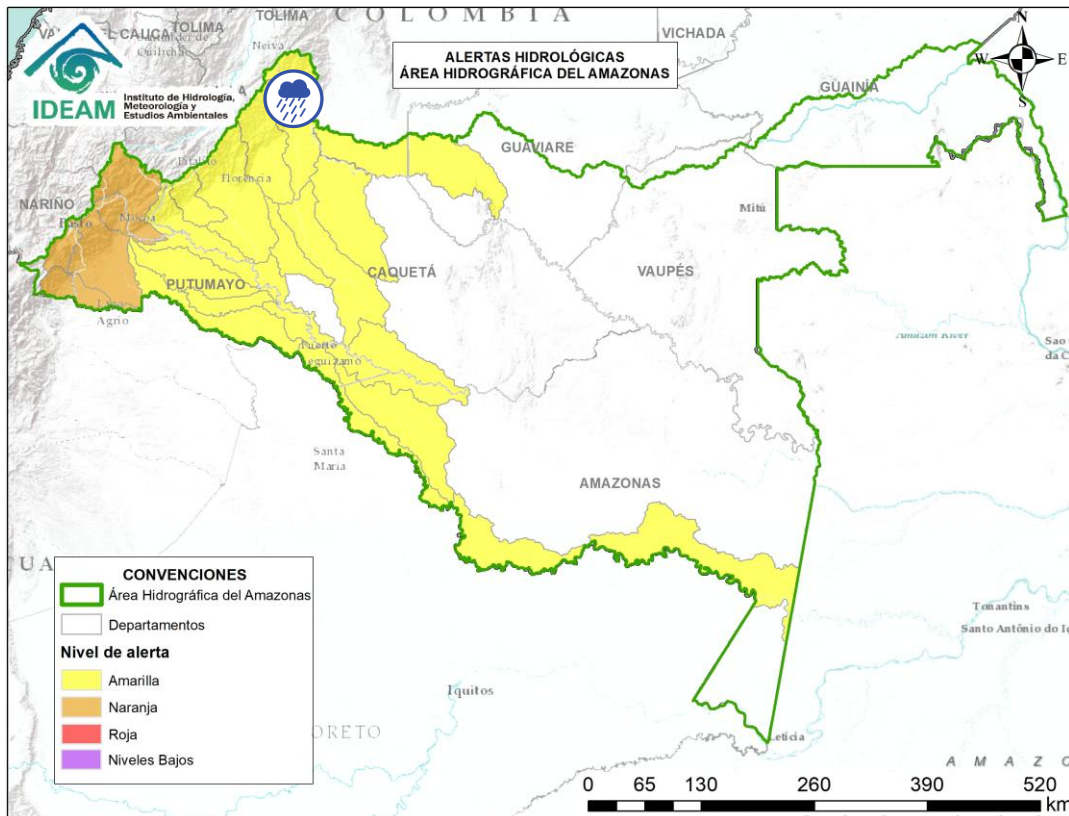 COLOMBIA
TOLIMA
TOLIMA
Neiva
VICHADA
ALERTAS HIDROLÓGICAS
ÁREA HIDROGRÁFICA DEL AMAZONAS
N
W
E
S
IDEAM
Instituto de Hidrología,
Meteorología y
Estudios Ambientales
GUAINÍA
GUAVIARE
Florencia
NARIÑO
Mocoa
Mitú
CAQUETÁ
VAUPÉS
PUTUMAYO
Agrio
Amazon River
Puerto
Leguizamo
Santa
Maria
AMAZONAS
CONVENCIONES
Área Hidrográfica del Amazonas
Departamentos
Nivel de alerta
Amarilla
Naranja
Roja
Niveles Bajos
Tonantins
Santo Antônio do
Iquitos
Leticia
0 65 130 260 390 520
km